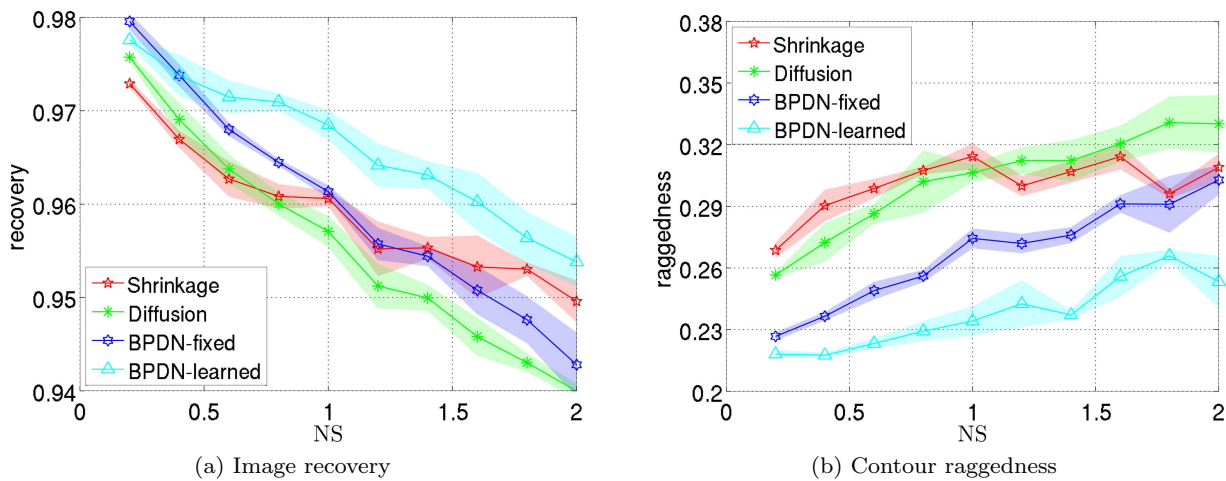 recovery
0.98
0.97
0.96
0.95
0.94
Shrinkage
Diffusion
BPDN-fixed
BPDN-learned
0 0.5 1 1.5 2
NS
(a) Image recovery
raggedness
0.38
0.35
0.32
0.29
0.26
0.23
0.2
Shrinkage
Diffusion
BPDN-fixed
BPDN-learned
0 0.5 1 1.5 2
NS
(b) Contour raggedness